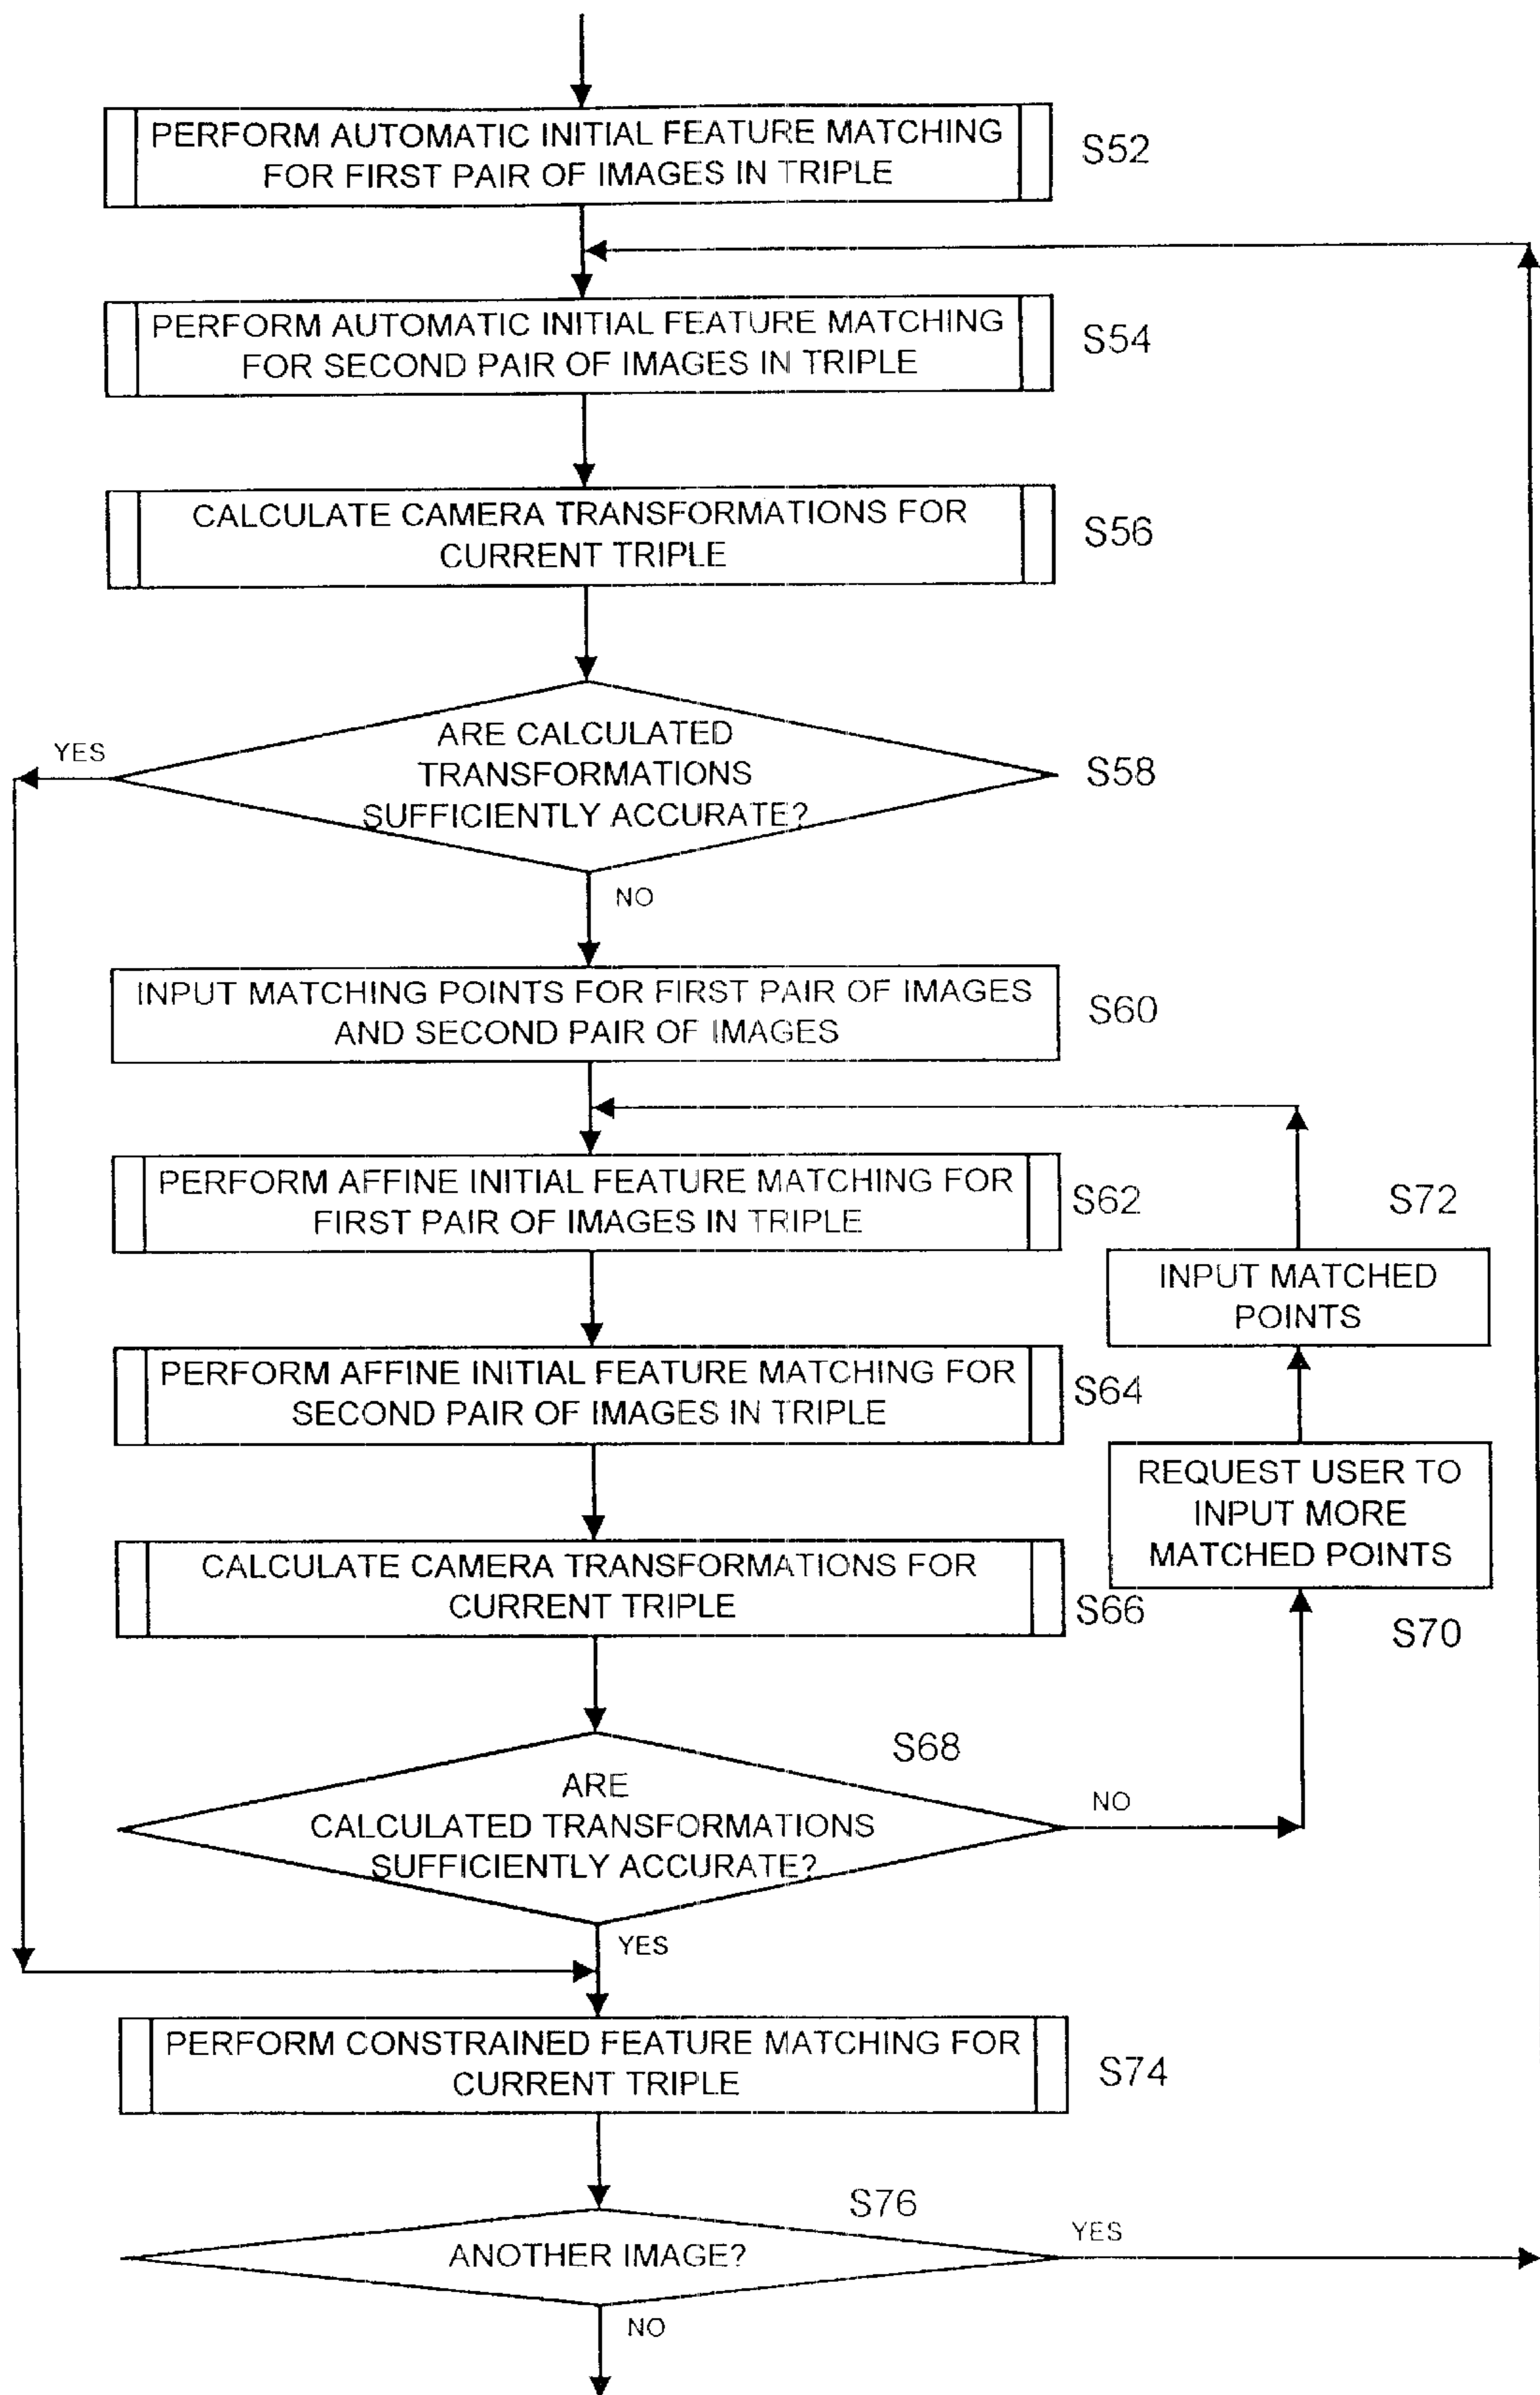 PERFORM AUTOMATIC INITIAL FEATURE MATCHING
FOR FIRST PAIR OF IMAGES IN TRIPLE
S52
PERFORM AUTOMATIC INITIAL FEATURE MATCHING
FOR SECOND PAIR OF IMAGES IN TRIPLE
S54
CALCULATE CAMERA TRANSFORMATIONS FOR
CURRENT TRIPLE
S56
YES
ARE CALCULATED
TRANSFORMATIONS
SUFFICIENTLY ACCURATE?
S58
NO
INPUT MATCHING POINTS FOR FIRST PAIR OF IMAGES
AND SECOND PAIR OF IMAGES
S60
PERFORM AFFINE INITIAL FEATURE MATCHING FOR
FIRST PAIR OF IMAGES IN TRIPLE
S62
S72
INPUT MATCHED
POINTS
PERFORM AFFINE INITIAL FEATURE MATCHING FOR
SECOND PAIR OF IMAGES IN TRIPLE
S64
REQUEST USER TO
INPUT MORE
MATCHED POINTS
S70
CALCULATE CAMERA TRANSFORMATIONS FOR
CURRENT TRIPLE
S66
S68
ARE
CALCULATED TRANSFORMATIONS
SUFFICIENTLY ACCURATE?
NO
YES
PERFORM CONSTRAINED FEATURE MATCHING FOR
CURRENT TRIPLE
S74
S76
ANOTHER IMAGE?
YES
NO